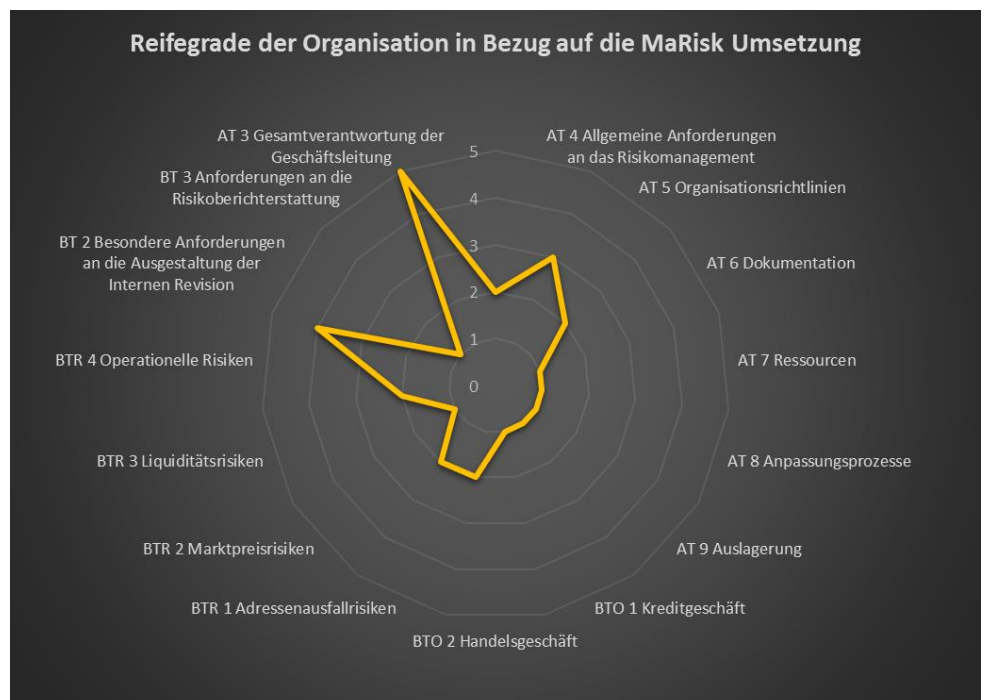 Reifegrade der Organisation in Bezug auf die MaRisk Umsetzung
AT 3 Gesamtverantwortung der
Geschäftsleitung
AT 4 Allgemeine Anforderungen
an das Risikomanagement
BT 3 Anforderungen an die
Risikoberichterstattung
AT 5 Organisationsrichtlinien
BT 2 Besondere Anforderungen
an die Ausgestaltung der
Internen Revision
AT 6 Dokumentation
BTR 4 Operationelle Risiken
AT 7 Ressourcen
BTR 3 Liquiditätsrisiken
AT 8 Anpassungsprozesse
BTR 2 Marktpreisrisiken
AT 9 Auslagerung
BTR 1 Adressenausfallrisiken
BTO 1 Kreditgeschäft
BTO 2 Handelsgeschäft
5
4
3
2
1
0